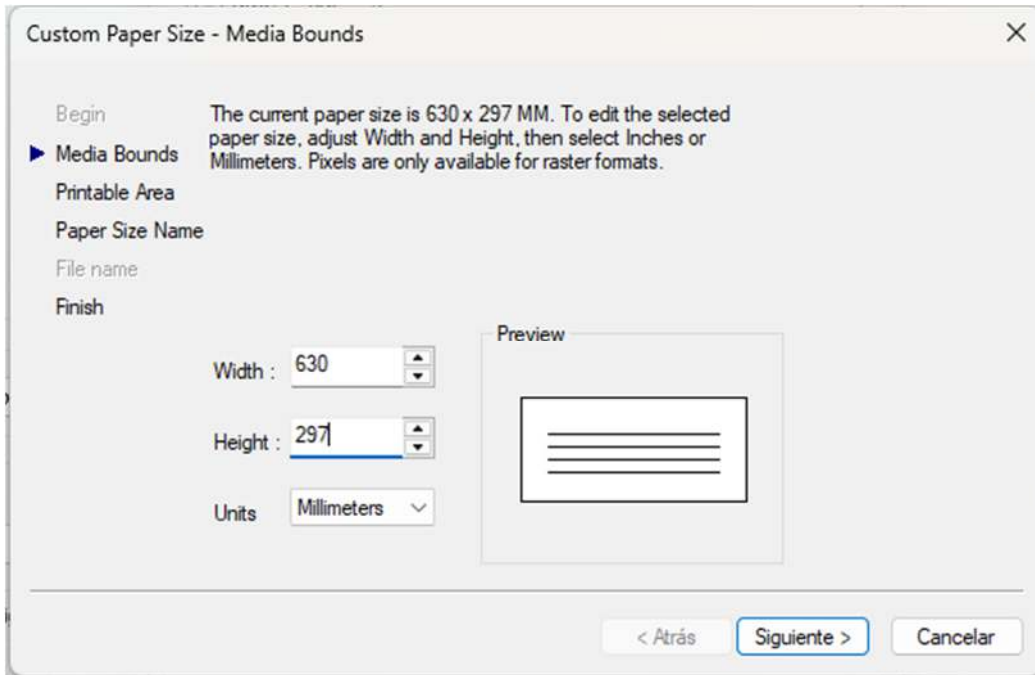 Custom Paper Size - Media Bounds
Begin
Media Bounds
Printable Area
Paper Size Name
File name
Finish
The current paper size is 630 x 297 MM. To edit the selected
paper size, adjust Width and Height, then select Inches or
Millimeters. Pixels are only available for raster formats.
Width : 630
Height : 297
Units Millimeters
Preview
< Atrás Siguiente > Cancelar